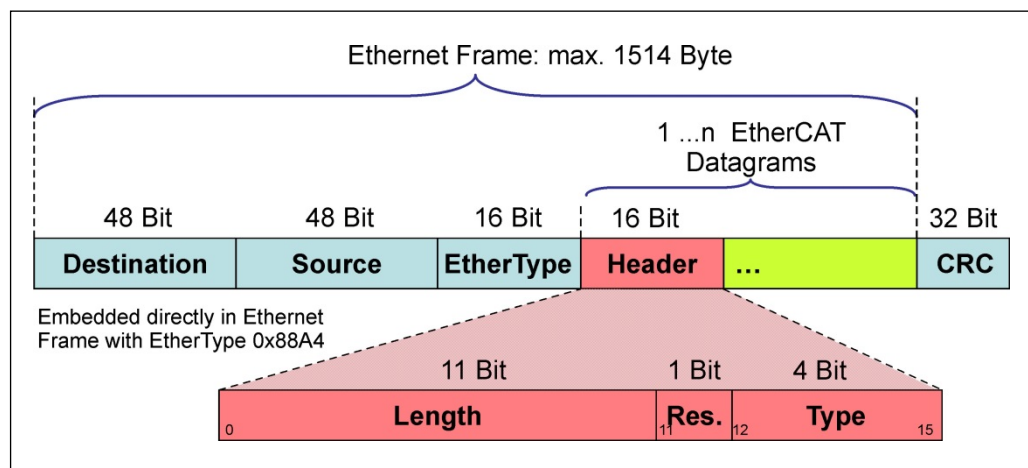 Ethernet Frame: max. 1514 Byte
1 ...n EtherCAT
Datagrams
48 Bit 48 Bit 16 Bit 16 Bit 32 Bit
Destination Source EtherType Header ... CRC
Embedded directly in Ethernet
Frame with EtherType 0x88A4
11 Bit 1 Bit 4 Bit
Length Res. Type
0 11 12 15